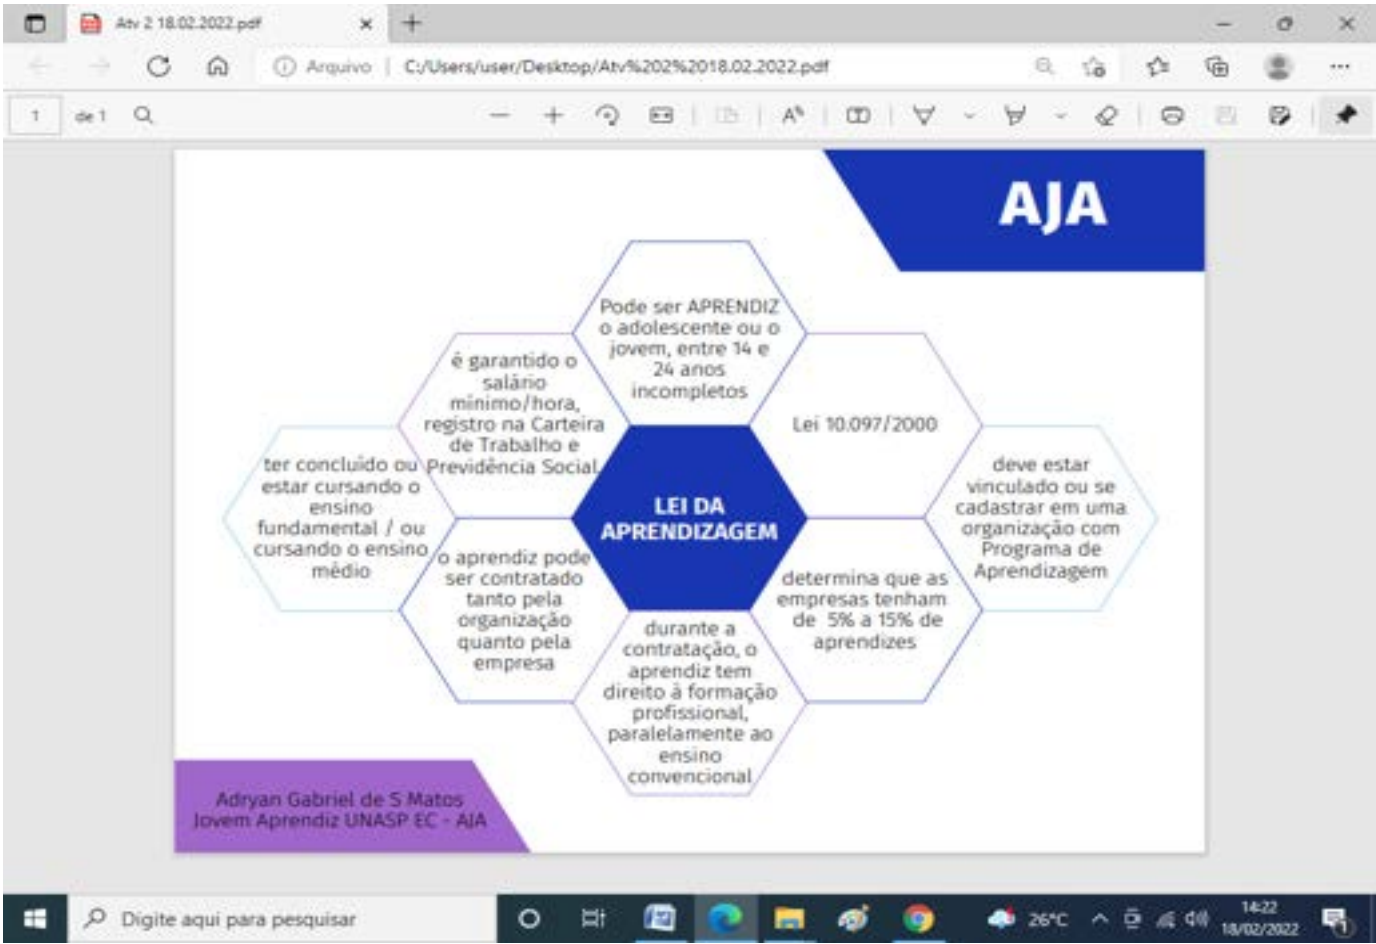 Atv 2 18.02.2022.pdf
Arquivo | C:/Users/user/Desktop/Atv%202%2018.02.2022.pdf
1 de 1
AJA
Pode ser APRENDIZ
o adolescente ou o
jovem, entre 14 e
24 anos
incompletos
é garantido o
salário
mínimo/hora,
registro na Carteira
de Trabalho e
Previdência Social
Lei 10.097/2000
ter concluído ou
estar cursando o
ensino
fundamental / ou
cursando o ensino
médio
LEI DA
APRENDIZAGEM
deve estar
vinculado ou se
cadastrar em uma
organização com
Programa de
Aprendizagem
o aprendiz pode
ser contratado
tanto pela
organização
quanto pela
empresa
determina que as
empresas tenham
de 5% a 15% de
aprendizes
durante a
contratação, o
aprendiz tem
direito à formação
profissional,
paralelamente ao
ensino
convencional
Adryan Gabriel de S Matos
Jovem Aprendiz UNASP EC - AJA
Digite aqui para pesquisar
26°C
14:22
18/02/2022